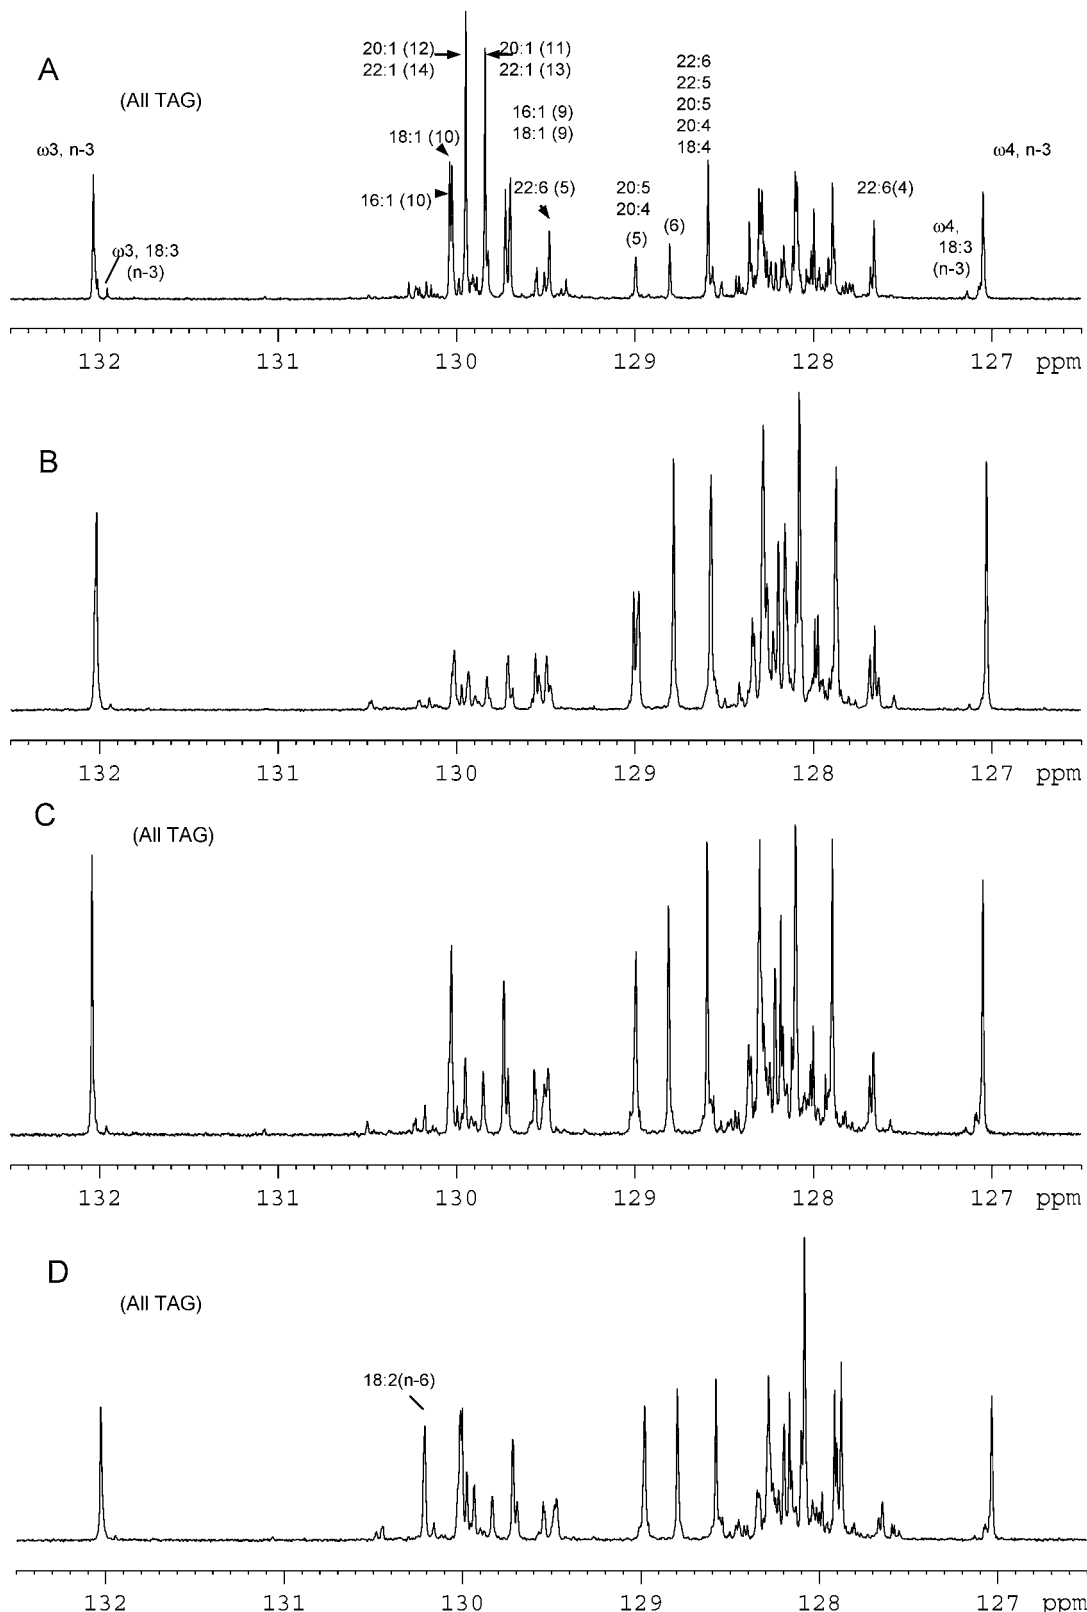 A
(All TAG)
ω3, n-3
ω3, 18:3
(n-3)
20:1 (12)
22:1 (14)
20:1 (11)
22:1 (13)
18:1 (10)
16:1 (10)
16:1 (9)
18:1 (9)
22:6 (5)
20:5
20:4
(5)
(6)
22:6
22:5
20:5
20:4
18:4
22:6(4)
ω4, n-3
ω4,
18:3
(n-3)
132 131 130 129 128 127 ppm
B
132 131 130 129 128 127 ppm
C
(All TAG)
132 131 130 129 128 127 ppm
D
(All TAG)
18:2(n-6)
132 131 130 129 128 127 ppm